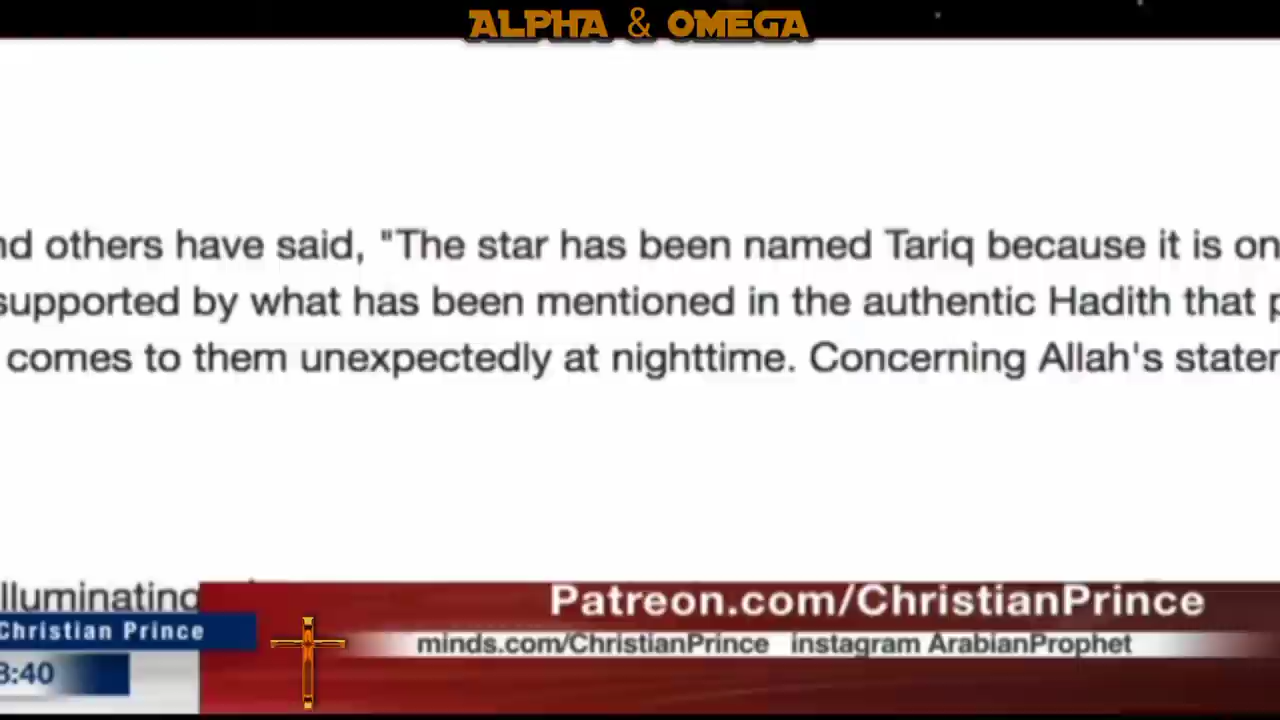 ALPHA & OMEGA
nd others have said, "The star has been named Tariq because it is on
supported by what has been mentioned in the authentic Hadith that p
comes to them unexpectedly at nighttime. Concerning Allah's stater
lluminating
Patreon.com/ChristianPrince
Christian Prince
minds.com/ChristianPrince instagram ArabianProphet
3:40